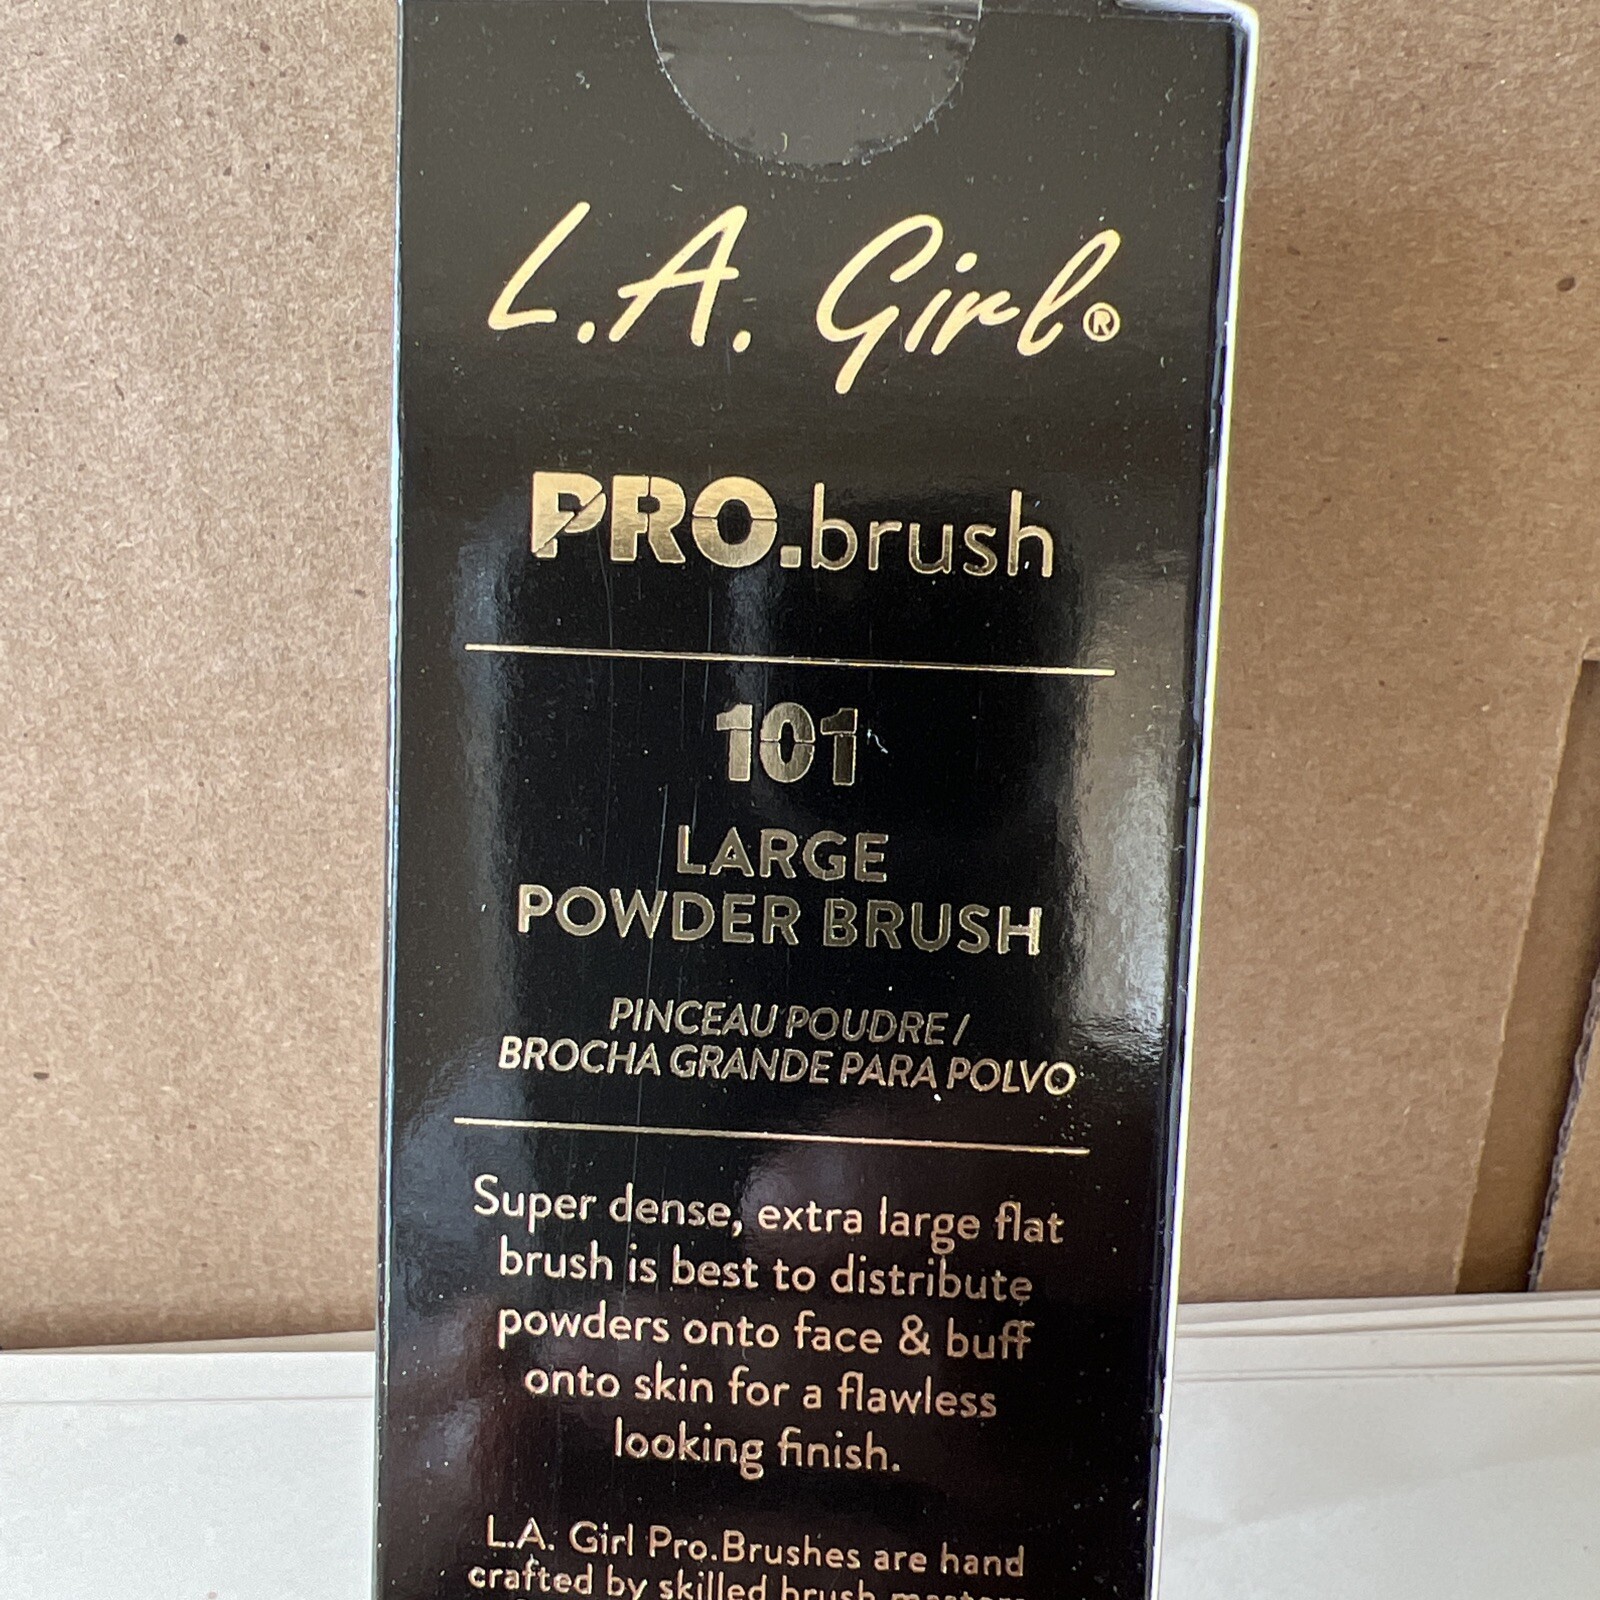 L.A. Girl®
PRO.brush
101
LARGE
POWDER BRUSH
PINCEAU POUDRE /
BROCHA GRANDE PARA POLVO
Super dense, extra large flat
brush is best to distribute
powders onto face & buff
onto skin for a flawless
looking finish.
L.A. Girl Pro.Brushes are hand
crafted by skilled brush masters